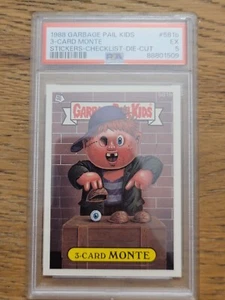 1988 GARBAGE PAIL KIDS
3-CARD MONTE
EX
STICKERS-CHECKLIST-DIE-CUT
5
PSA
GARBAGE PAIL KIDS
3-CARD MONTE